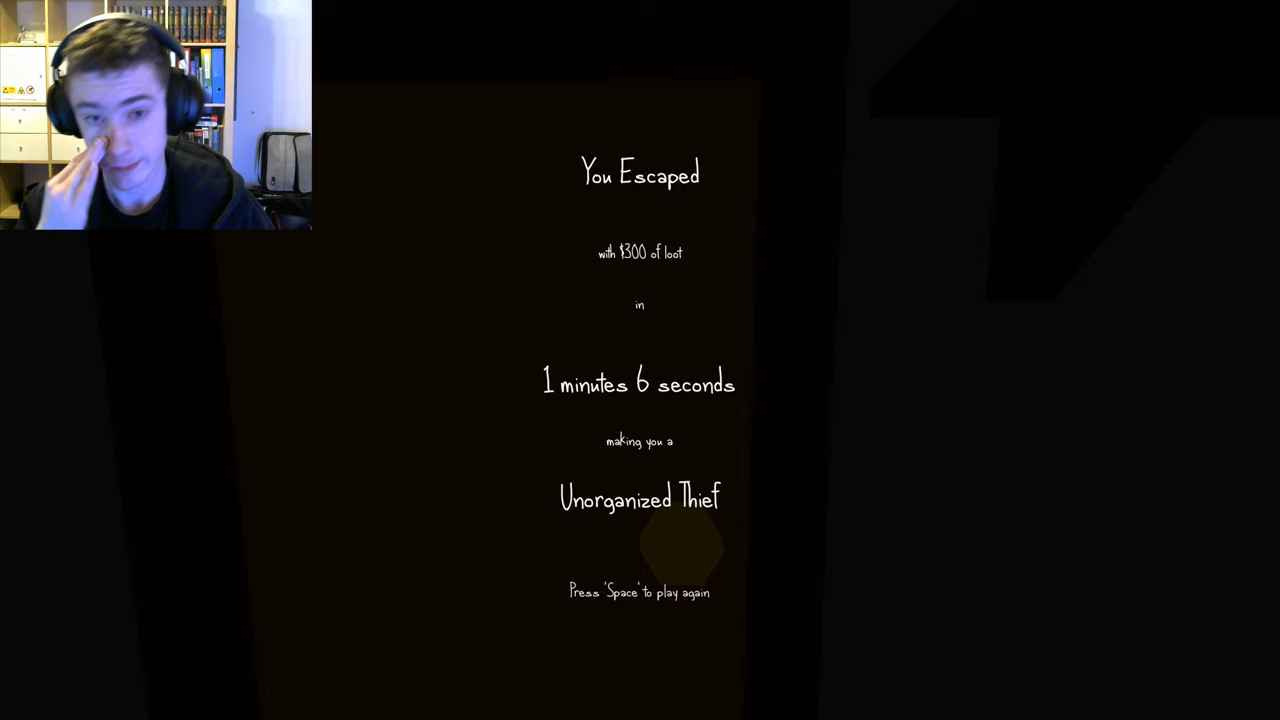 You Escaped
with $300 of loot
in
1 minutes 6 seconds
making you a
Unorganized Thief
Press 'Space' to play again